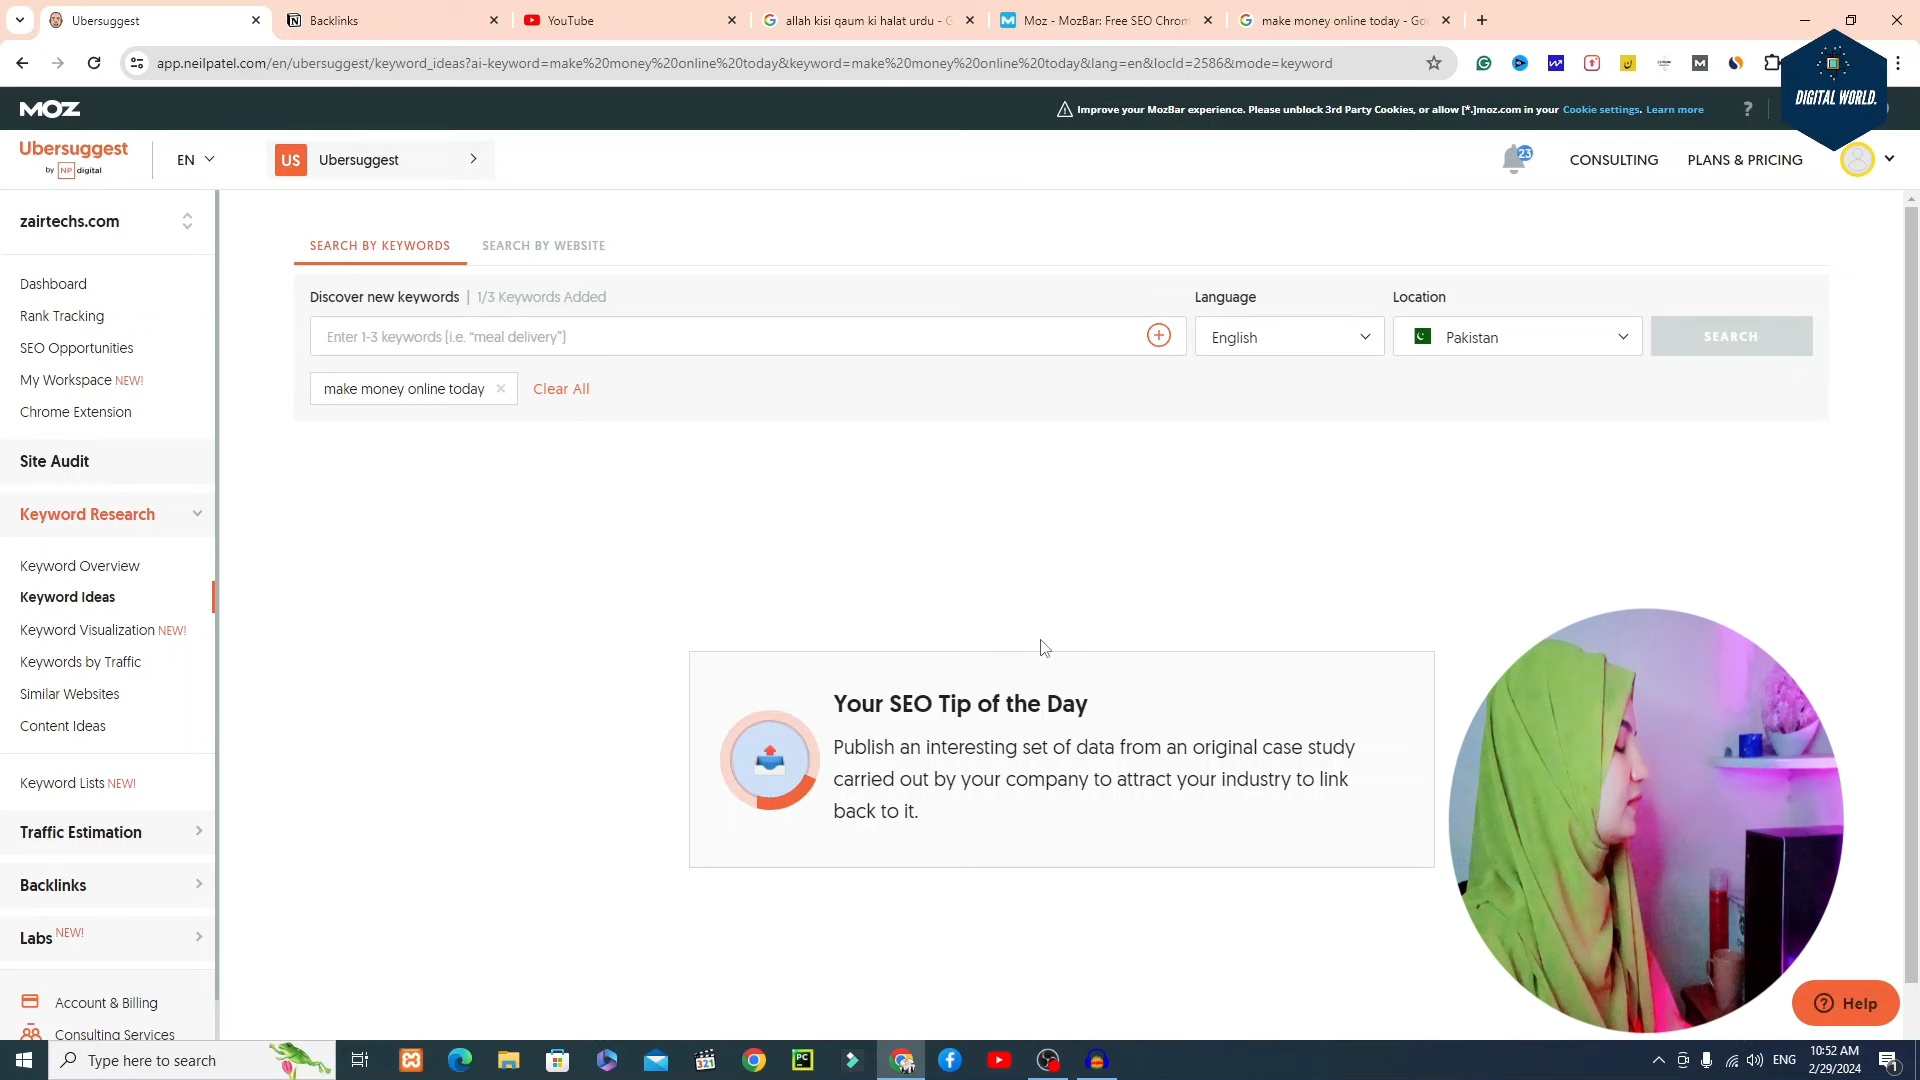 Ubersuggest
Backlinks
YouTube
allah kisi qaum ki halat urdu - G
Moz - MozBar: Free SEO Chrom
make money online today - Goo
app.neilpatel.com/en/ubersuggest/keyword_ideas?ai-keyword=make%20money%20online%20today&keyword=make%20money%20online%20today&lang=en&locId=2586&mode=keyword
MOZ
Improve your MozBar experience. Please unblock 3rd Party Cookies, or allow [*.]moz.com in your Cookie settings. Learn more
?
DIGITAL WORLD.
Ubersuggest
by NP digital
EN
US Ubersuggest
23
CONSULTING
PLANS & PRICING
zairtechs.com
Dashboard
Rank Tracking
SEO Opportunities
My Workspace NEW!
Chrome Extension
Site Audit
Keyword Research
Keyword Overview
Keyword Ideas
Keyword Visualization NEW!
Keywords by Traffic
Similar Websites
Content Ideas
Keyword Lists NEW!
Traffic Estimation
Backlinks
Labs NEW!
Account & Billing
Consulting Services
SEARCH BY KEYWORDS
SEARCH BY WEBSITE
Discover new keywords | 1/3 Keywords Added
Language
Location
Enter 1-3 keywords (i.e. “meal delivery”)
English
Pakistan
SEARCH
make money online today
Clear All
Your SEO Tip of the Day
Publish an interesting set of data from an original case study
carried out by your company to attract your industry to link
back to it.
Help
Type here to search
ENG
10:52 AM
2/29/2024